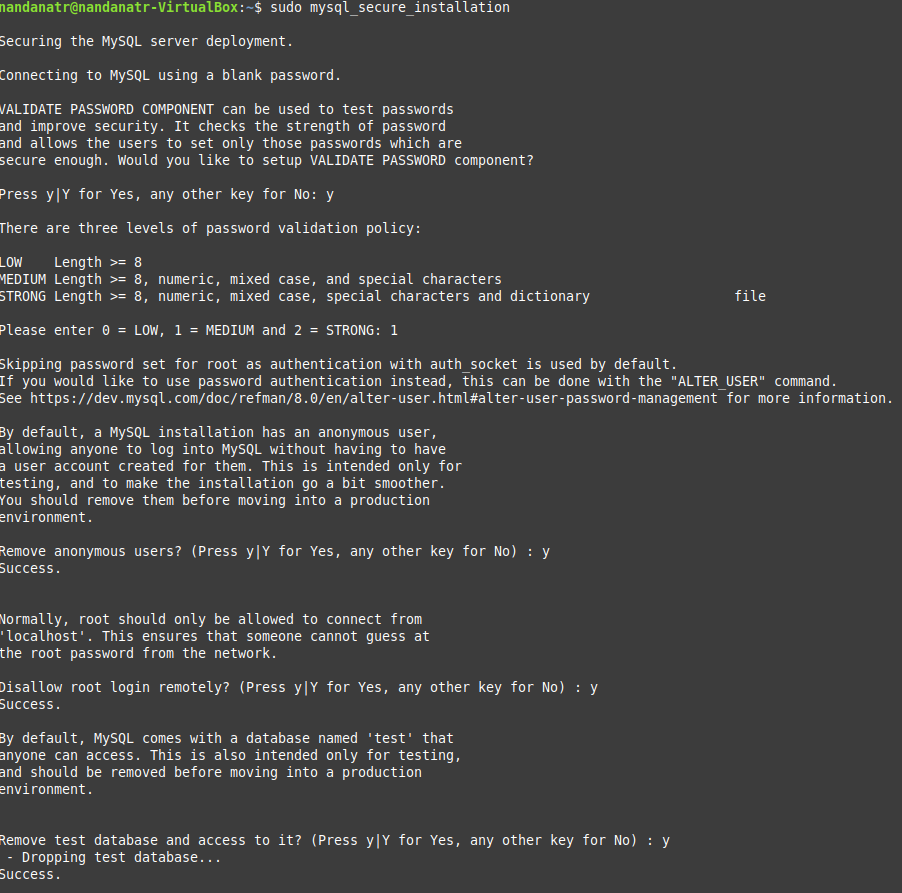 nandanatr@nandanatr-VirtualBox:~$ sudo mysql_secure_installation
Securing the MySQL server deployment.
Connecting to MySQL using a blank password.
VALIDATE PASSWORD COMPONENT can be used to test passwords
and improve security. It checks the strength of password
and allows the users to set only those passwords which are
secure enough. Would you like to setup VALIDATE PASSWORD component?
Press y|Y for Yes, any other key for No: y
There are three levels of password validation policy:
LOW    Length >= 8
MEDIUM Length >= 8, numeric, mixed case, and special characters
STRONG Length >= 8, numeric, mixed case, special characters and dictionary                  file
Please enter 0 = LOW, 1 = MEDIUM and 2 = STRONG: 1
Skipping password set for root as authentication with auth_socket is used by default.
If you would like to use password authentication instead, this can be done with the "ALTER_USER" command.
See https://dev.mysql.com/doc/refman/8.0/en/alter-user.html#alter-user-password-management for more information.
By default, a MySQL installation has an anonymous user,
allowing anyone to log into MySQL without having to have
a user account created for them. This is intended only for
testing, and to make the installation go a bit smoother.
You should remove them before moving into a production
environment.
Remove anonymous users? (Press y|Y for Yes, any other key for No) : y
Success.
Normally, root should only be allowed to connect from
'localhost'. This ensures that someone cannot guess at
the root password from the network.
Disallow root login remotely? (Press y|Y for Yes, any other key for No) : y
Success.
By default, MySQL comes with a database named 'test' that
anyone can access. This is also intended only for testing,
and should be removed before moving into a production
environment.
Remove test database and access to it? (Press y|Y for Yes, any other key for No) : y
 - Dropping test database...
Success.